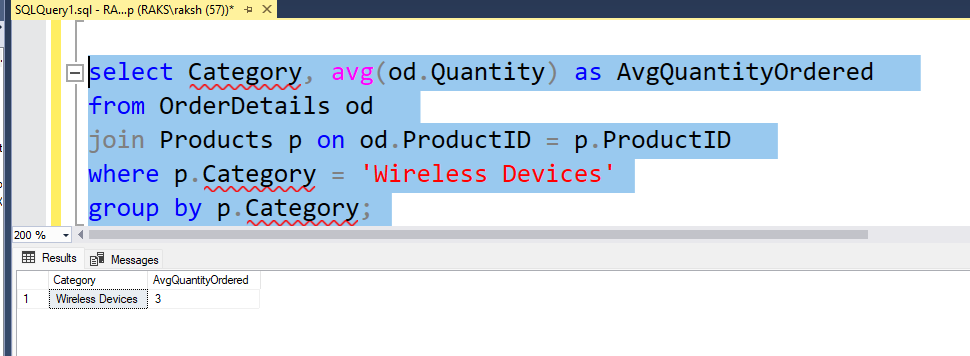 SQLQuery1.sql - RA...p (RAKS\raksh (57))*
select Category, avg(od.Quantity) as AvgQuantityOrdered
from OrderDetails od
join Products p on od.ProductID = p.ProductID
where p.Category = 'Wireless Devices'
group by p.Category;
200 %
Results Messages
Category AvgQuantityOrdered
1 Wireless Devices 3